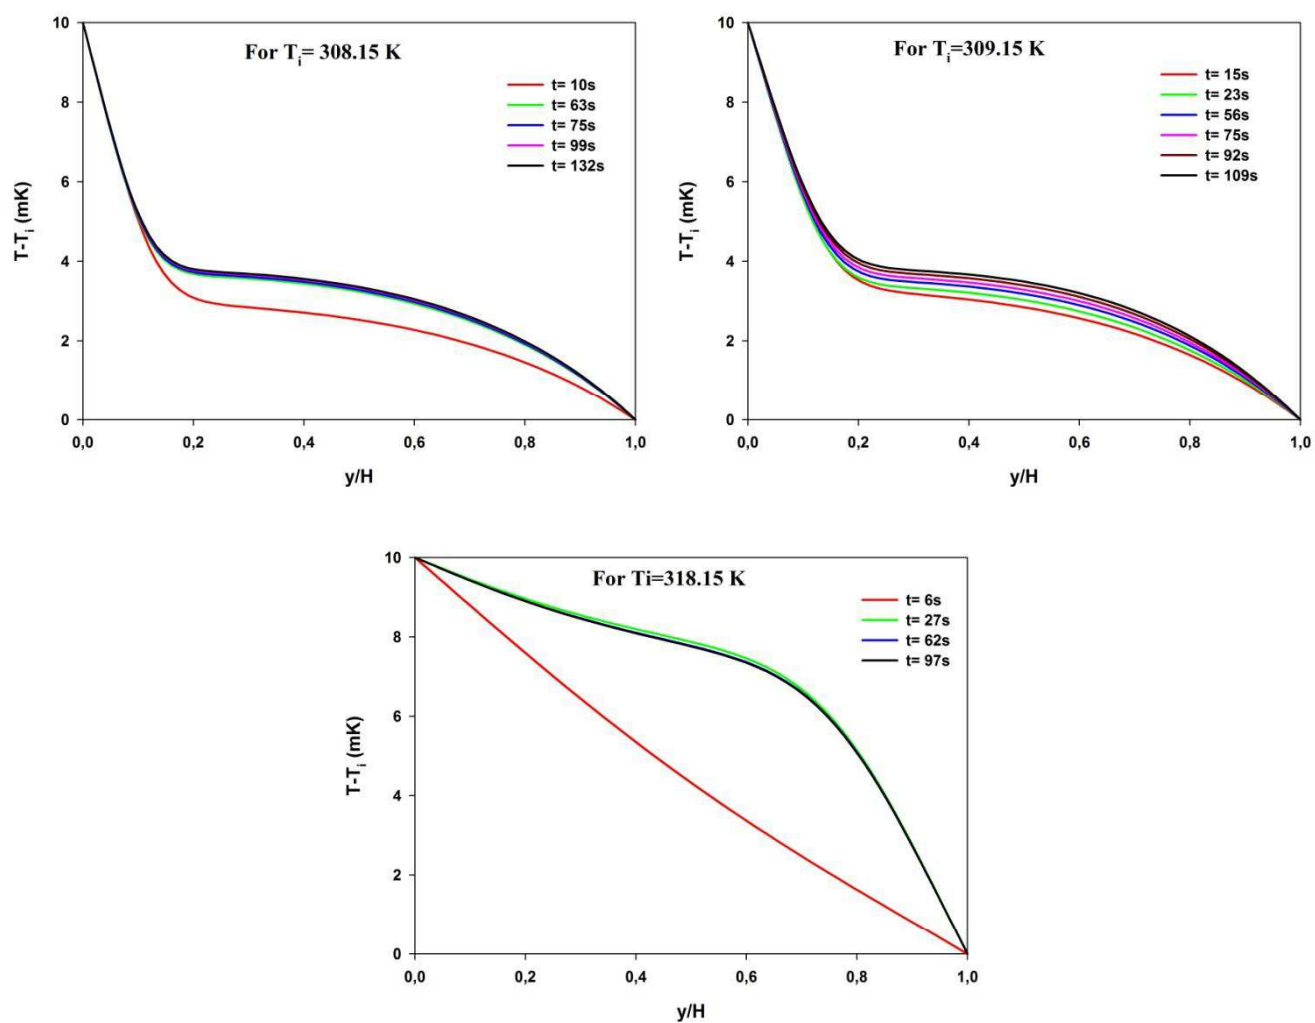 For Ti= 308.15 K
t= 10s
t= 63s
t= 75s
t= 99s
t= 132s
T-Ti (mK)
10
8
6
4
2
0
0,0 0,2 0,4 0,6 0,8 1,0
y/H
For Ti=309.15 K
t= 15s
t= 23s
t= 56s
t= 75s
t= 92s
t= 109s
T-Ti (mK)
10
8
6
4
2
0
0,0 0,2 0,4 0,6 0,8 1,0
y/H
For Ti=318.15 K
t= 6s
t= 27s
t= 62s
t= 97s
T-Ti (mK)
10
8
6
4
2
0
0,0 0,2 0,4 0,6 0,8 1,0
y/H